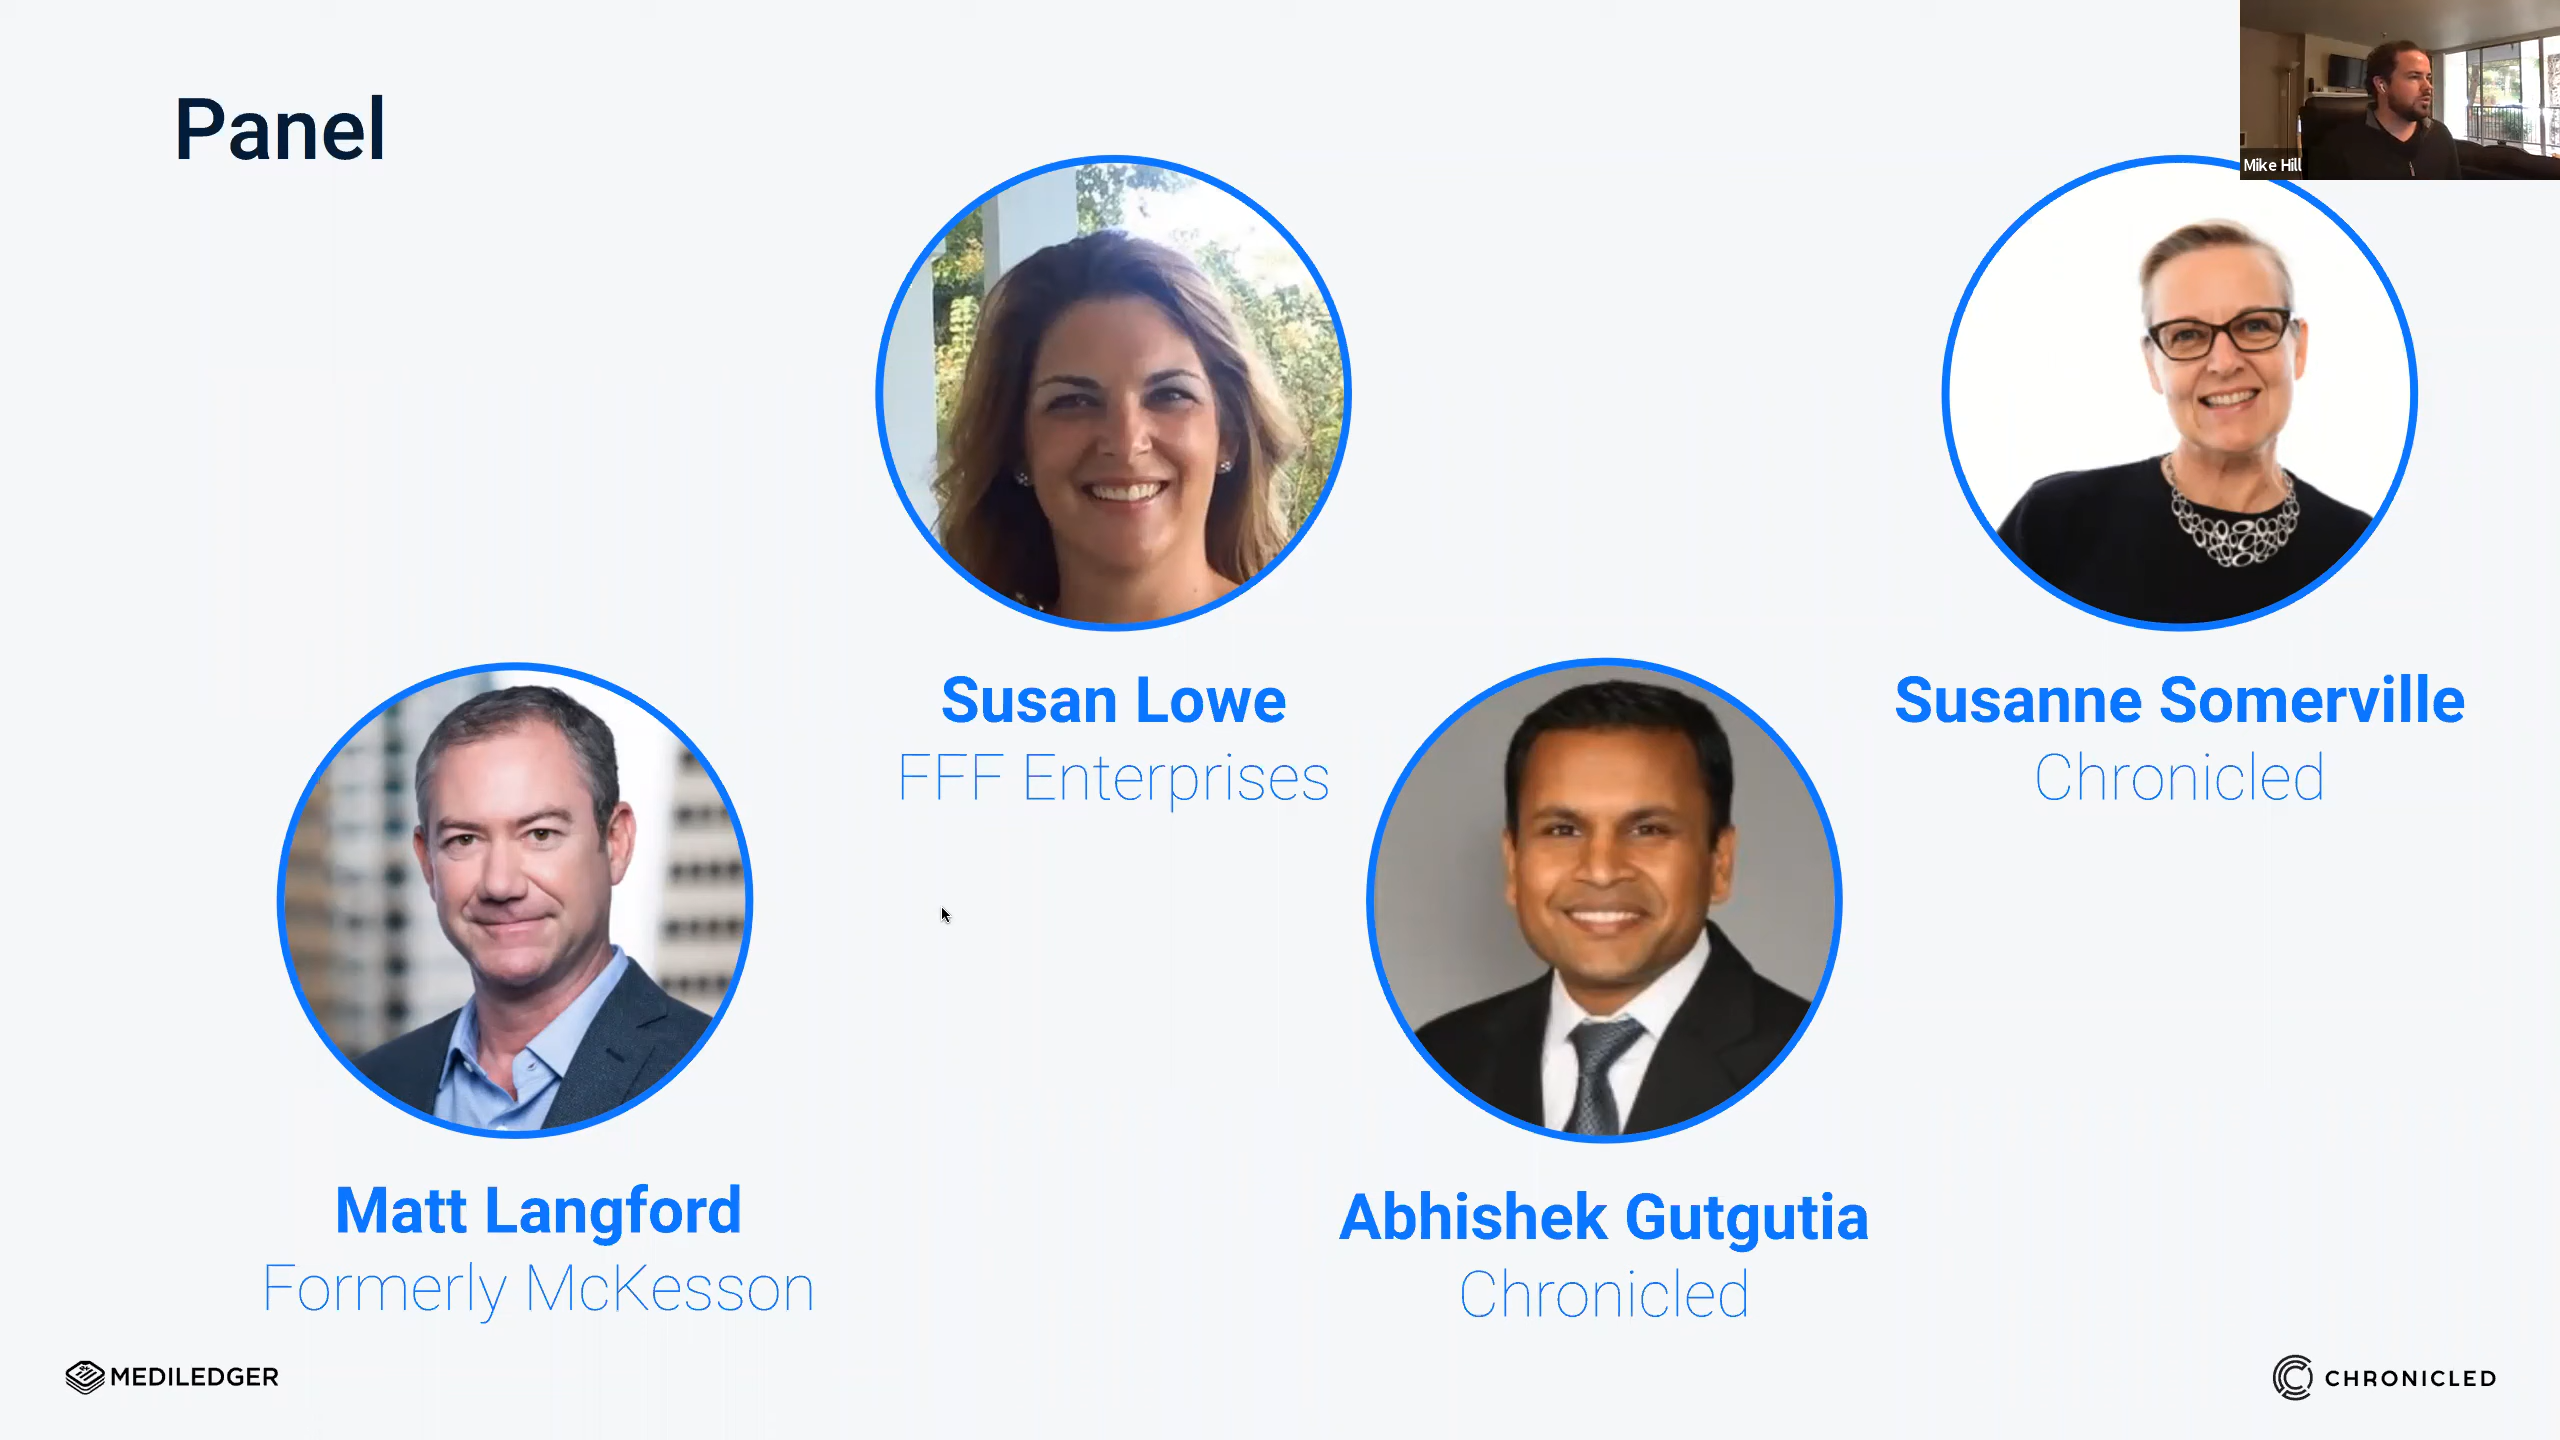 Panel
Mike Hill
Susan Lowe
FFF Enterprises
Susanne Somerville
Chronicled
Matt Langford
Formerly McKesson
Abhishek Gutgutia
Chronicled
MEDILEDGER
CHRONICLED